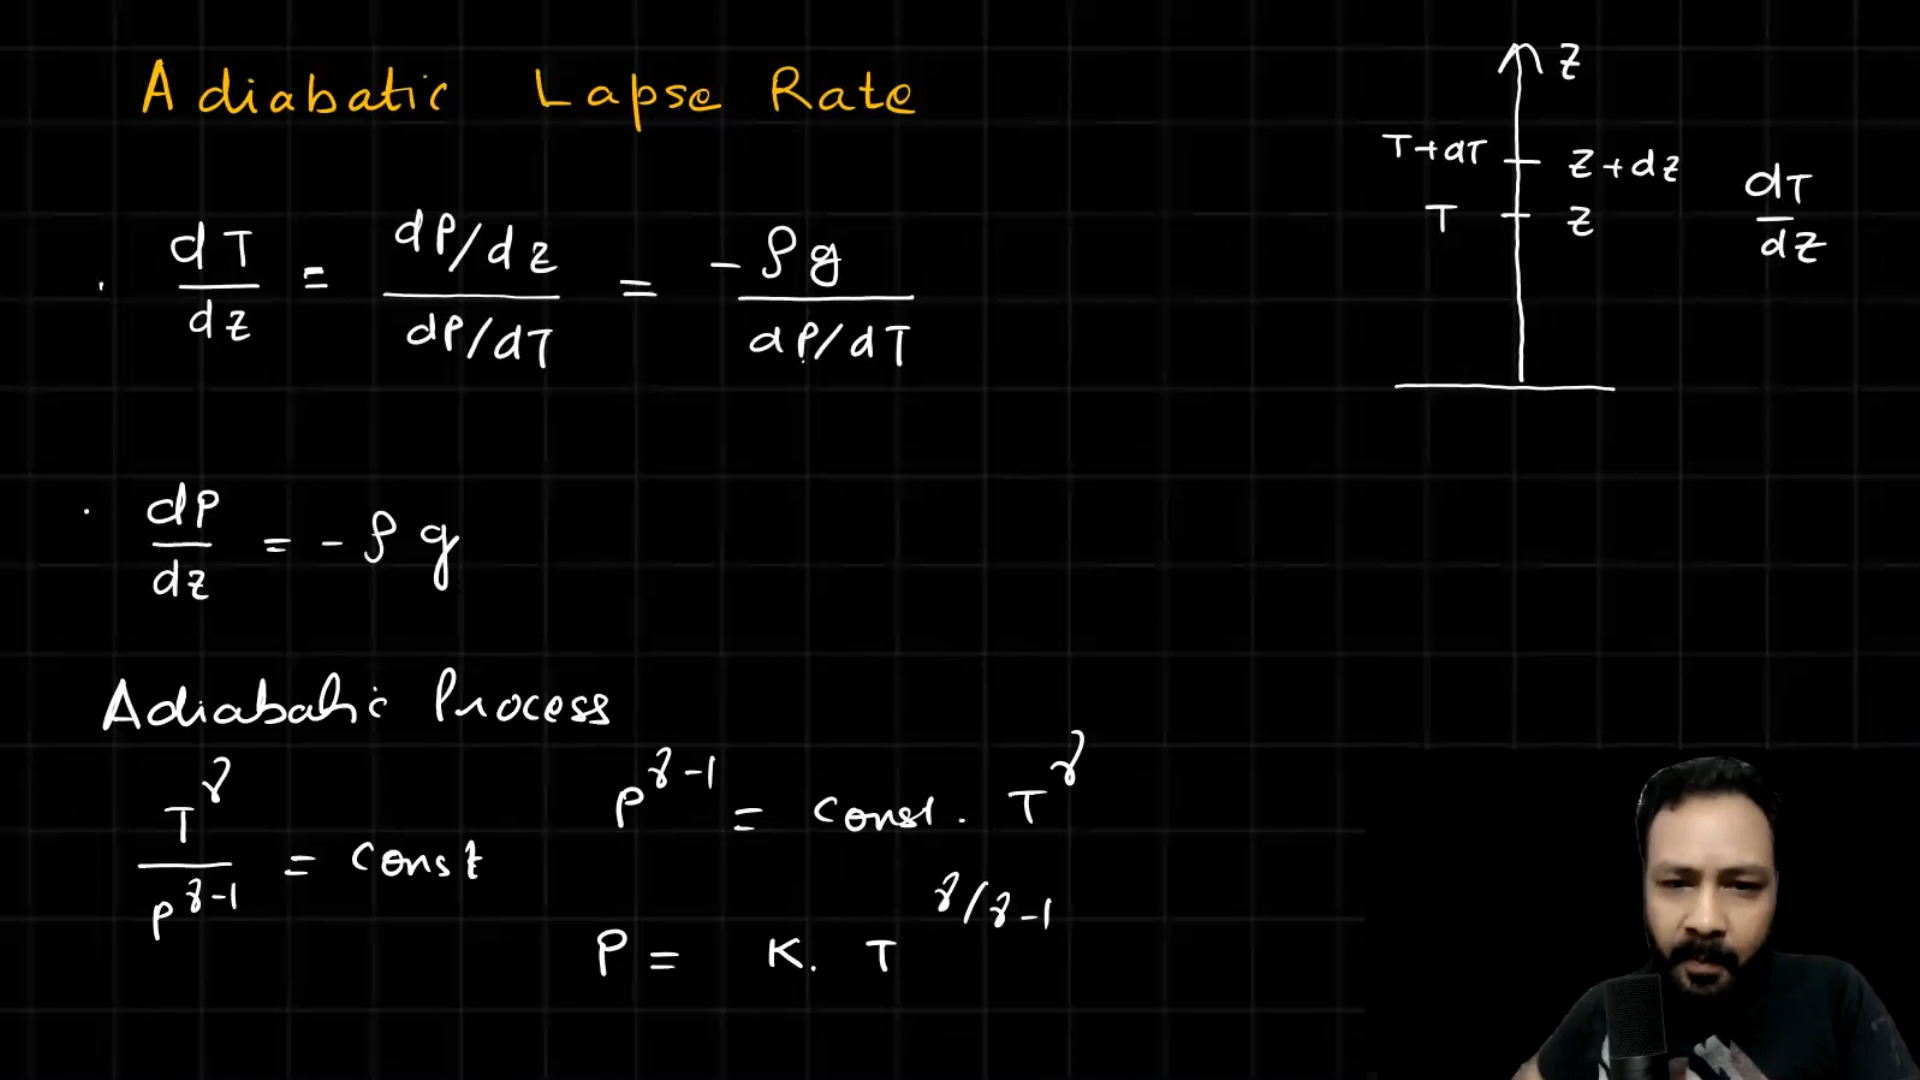 Adiabatic Lapse Rate
dT/dz = (dP/dz)/(dP/dT) = -ρg/(dP/dT)
dP/dz = -ρg
Adiabatic Process
T^γ/P^(γ-1) = const
P^(γ-1) = const. T^γ
P = K. T^(γ/γ-1)
z
T+dT z+dz
T z
dT/dz